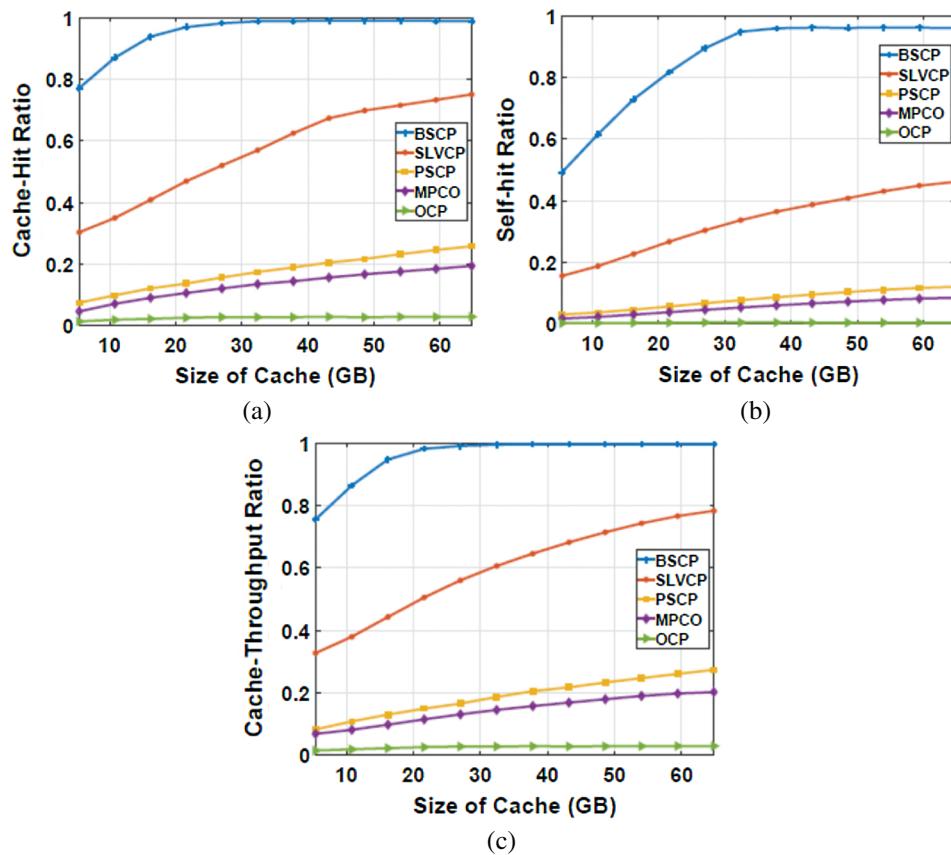 1
0.8
0.6
0.4
0.2
0
Cache-Hit Ratio
BSCP
SLVCP
PSCP
MPCO
OCP
10 20 30 40 50 60
Size of Cache (GB)
(a)
1
0.8
0.6
0.4
0.2
0
Self-hit Ratio
BSCP
SLVCP
PSCP
MPCO
OCP
10 20 30 40 50 60
Size of Cache (GB)
(b)
1
0.8
0.6
0.4
0.2
0
Cache-Throughput Ratio
BSCP
SLVCP
PSCP
MPCO
OCP
10 20 30 40 50 60
Size of Cache (GB)
(c)